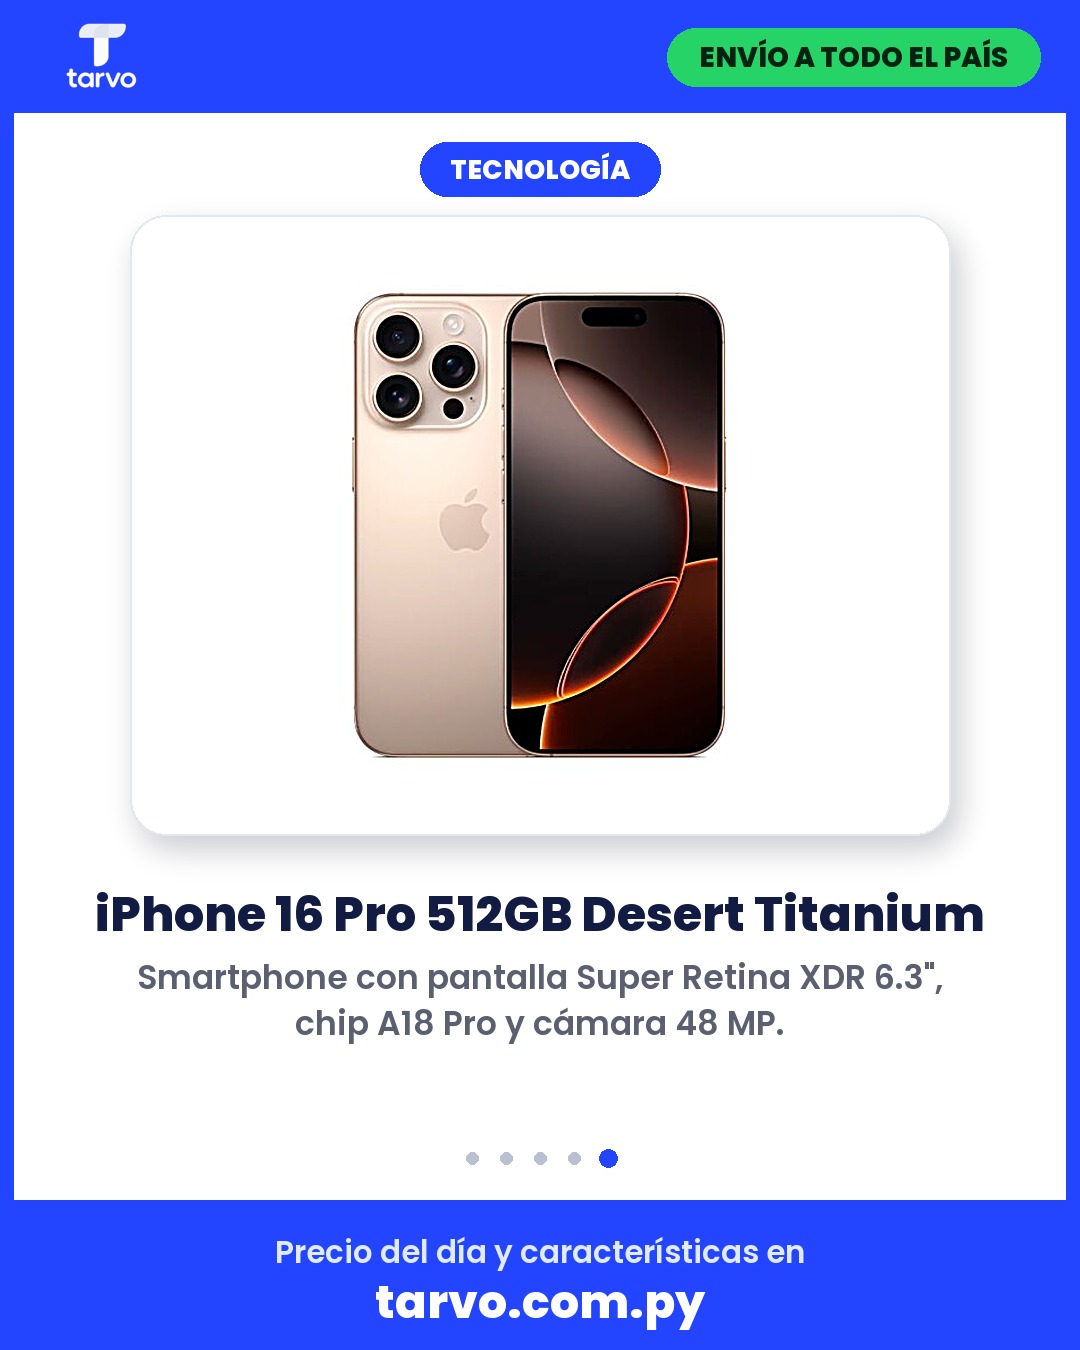 tarvo
ENVÍO A TODO EL PAÍS
TECNOLOGÍA
iPhone 16 Pro 512GB Desert Titanium
Smartphone con pantalla Super Retina XDR 6.3",
chip A18 Pro y cámara 48 MP.
Precio del día y características en
tarvo.com.py